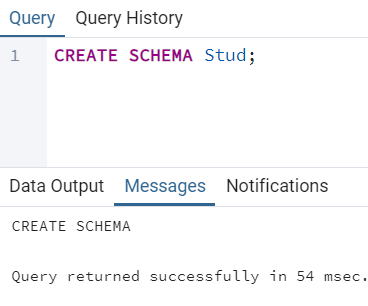 Query Query History
1 CREATE SCHEMA Stud;
Data Output Messages Notifications
CREATE SCHEMA
Query returned successfully in 54 msec.